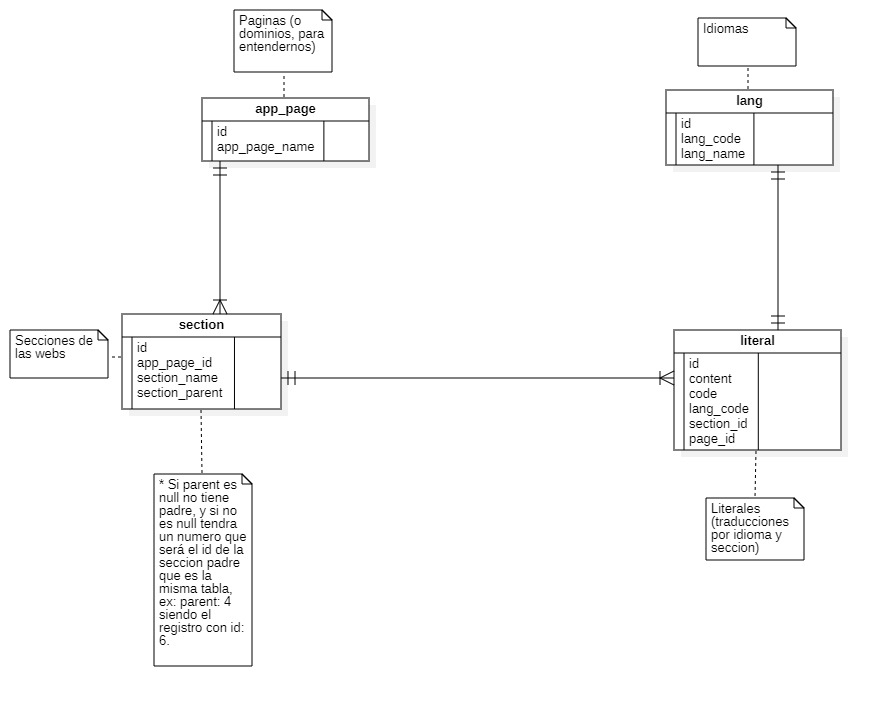 Paginas (o
dominios, para
entendernos)
Idiomas
app_page
id
app_page_name
lang
id
lang_code
lang_name
Secciones de
las webs
section
id
app_page_id
section_name
section_parent
literal
id
content
code
lang_code
section_id
page_id
* Si parent es
null no tiene
padre, y si no
es null tendra
un numero que
será el id de la
seccion padre
que es la
misma tabla,
ex: parent: 4
siendo el
registro con id:
6.
Literales
(traducciones
por idioma y
seccion)